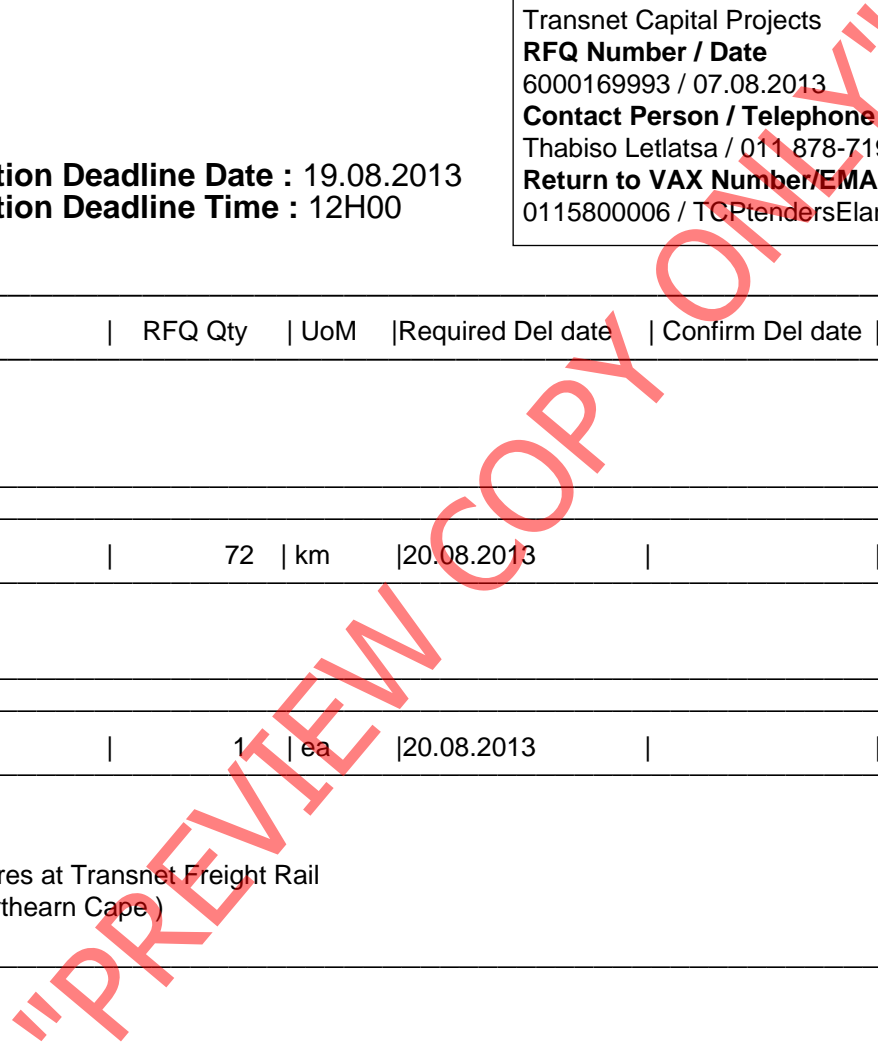 Transnet Capital Projects
RFQ Number / Date
6000169993 / 07.08.2013
Contact Person / Telephone
Thabiso Letlatsa / 011 878-719
Return to VAX Number/EMA
0115800006 / TCPtendersElan
tion Deadline Date : 19.08.2013
tion Deadline Time : 12H00
| RFQ Qty | UoM |Required Del date | Confirm Del date |
| 72 | km |20.08.2013 | |
| 1 | ea |20.08.2013 | |
res at Transnet Freight Rail
thearn Cape )
"PREVIEW COPY ONLY"